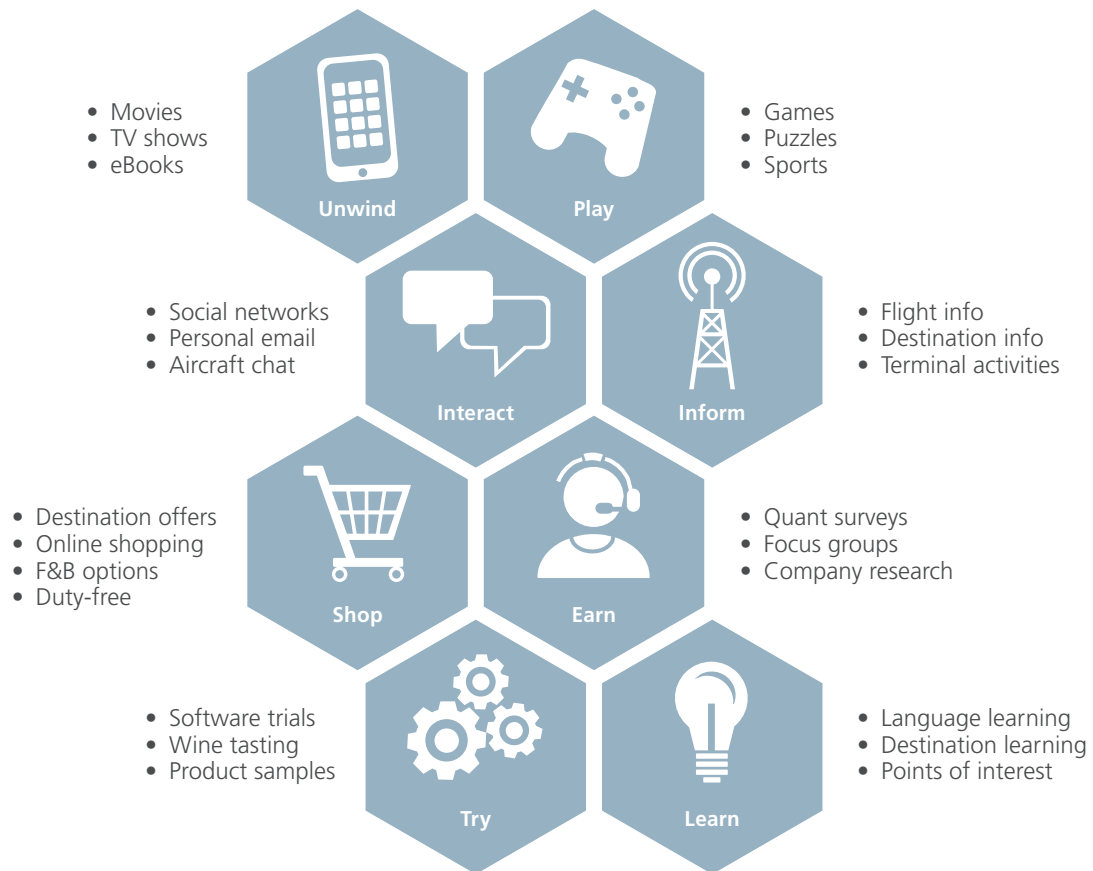 • Movies
• TV shows
• eBooks
Unwind
Play
• Games
• Puzzles
• Sports
• Social networks
• Personal email
• Aircraft chat
Interact
Inform
• Flight info
• Destination info
• Terminal activities
• Destination offers
• Online shopping
• F&B options
• Duty-free
Shop
Earn
• Quant surveys
• Focus groups
• Company research
• Software trials
• Wine tasting
• Product samples
Try
Learn
• Language learning
• Destination learning
• Points of interest